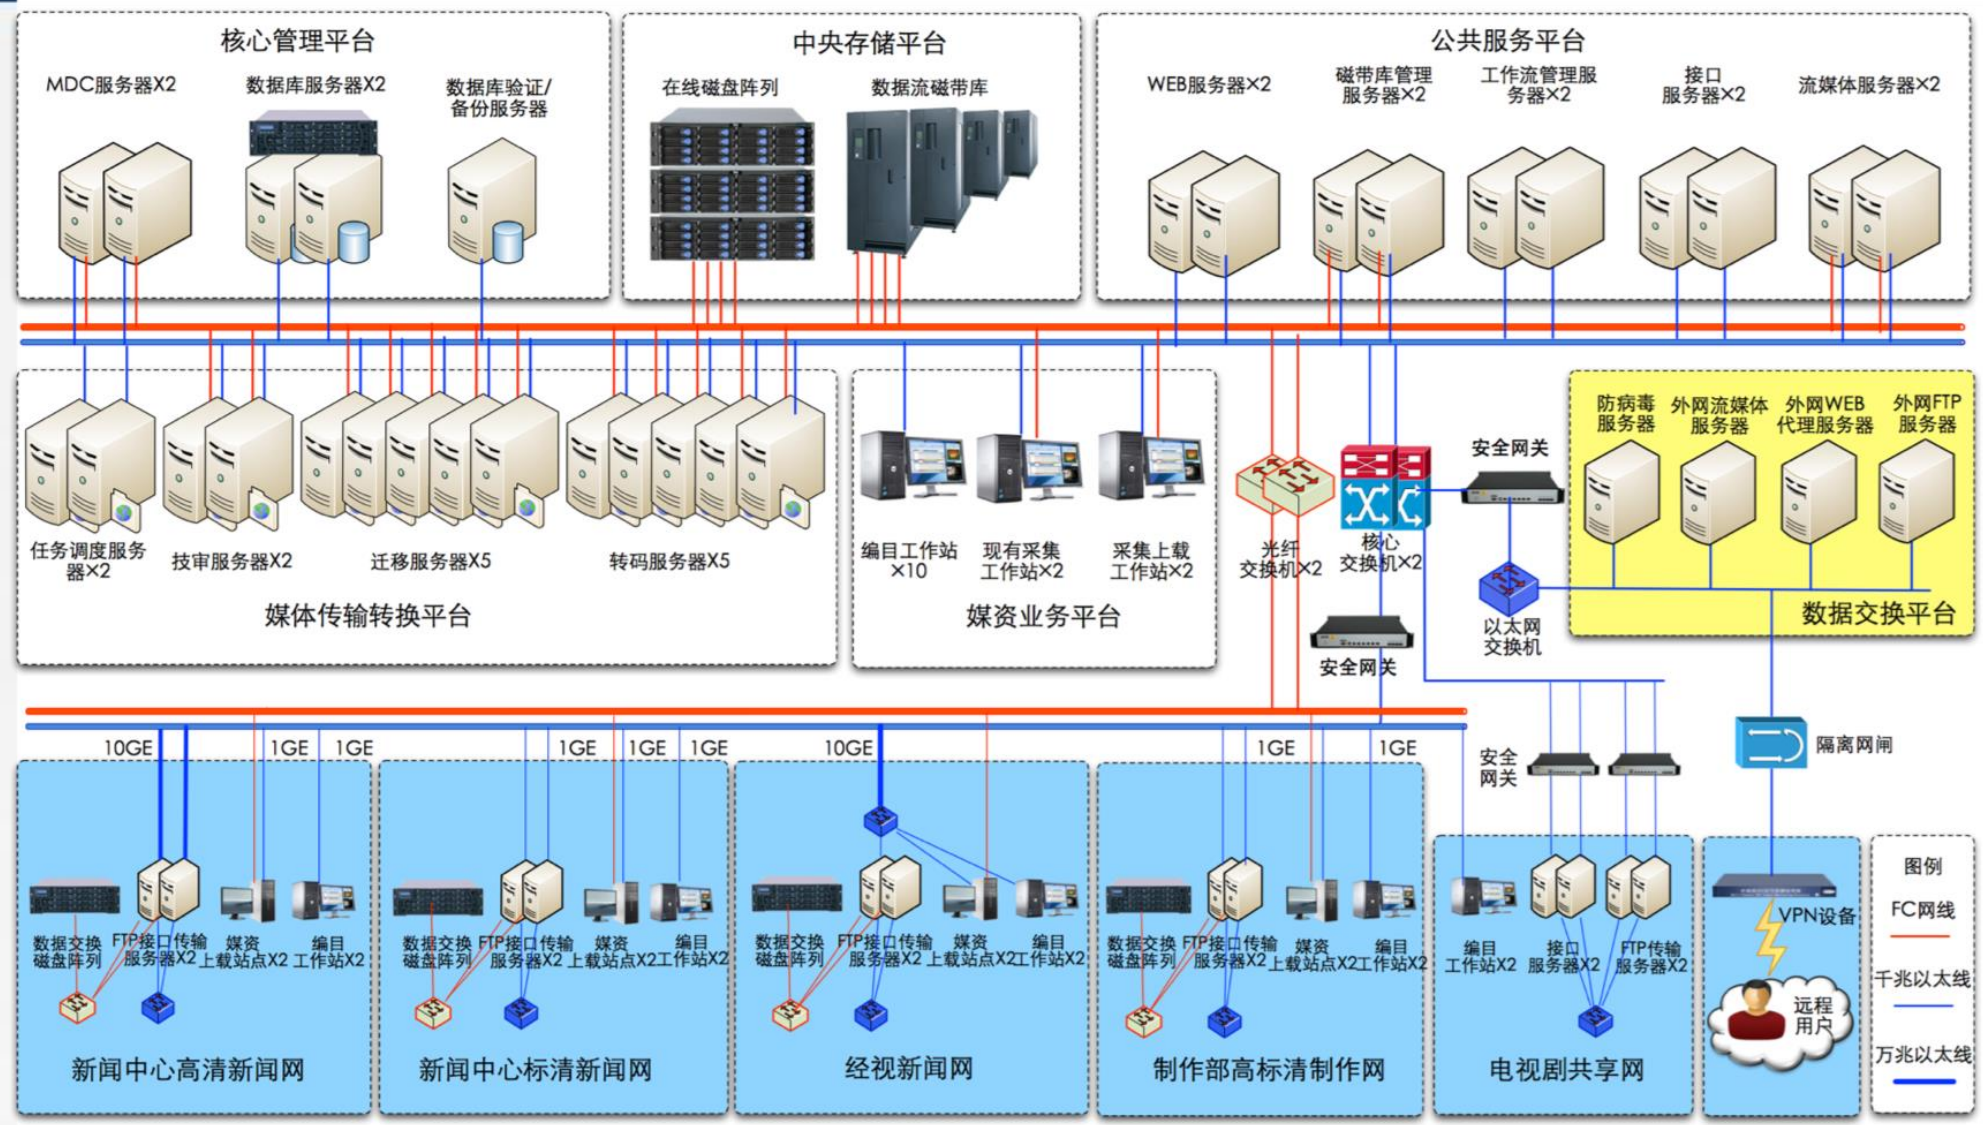 核心管理平台
MDC服务器X2
数据库服务器X2
数据库验证/
备份服务器
中央存储平台
在线磁盘阵列
数据流磁带库
公共服务平台
WEB服务器×2
磁带库管理
服务器×2
工作流管理服
务器×2
接口
服务器×2
流媒体服务器×2
任务调度服务
器×2
技审服务器X2
迁移服务器X5
转码服务器X5
媒体传输转换平台
编目工作站
×10
现有采集
工作站×2
采集上载
工作站×2
媒资业务平台
光纤
交换机×2
核心
交换机×2
安全网关
安全网关
以太网
交换机
防病毒
服务器
外网流媒体
服务器
外网WEB
代理服务器
外网FTP
服务器
数据交换平台
隔离网闸
安全
网关
10GE
1GE
1GE
1GE
1GE
1GE
10GE
1GE
1GE
数据交换
磁盘阵列
FTP接口传输
服务器X2
媒资
上载站点X2
编目
工作站X2
新闻中心高清新闻网
数据交换
磁盘阵列
FTP接口传输
服务器X2
媒资
上载站点X2
编目
工作站X2
新闻中心标清新闻网
数据交换
磁盘阵列
FTP接口传输
服务器X2
媒资
上载站点X2
编目
工作站X2
经视新闻网
数据交换
磁盘阵列
FTP接口传输
服务器X2
媒资
上载站点X2
编目
工作站X2
制作部高标清制作网
编目
工作站X2
接口
服务器X2
FTP传输
服务器X2
电视剧共享网
VPN设备
远程
用户
图例
FC网线
千兆以太线
万兆以太线